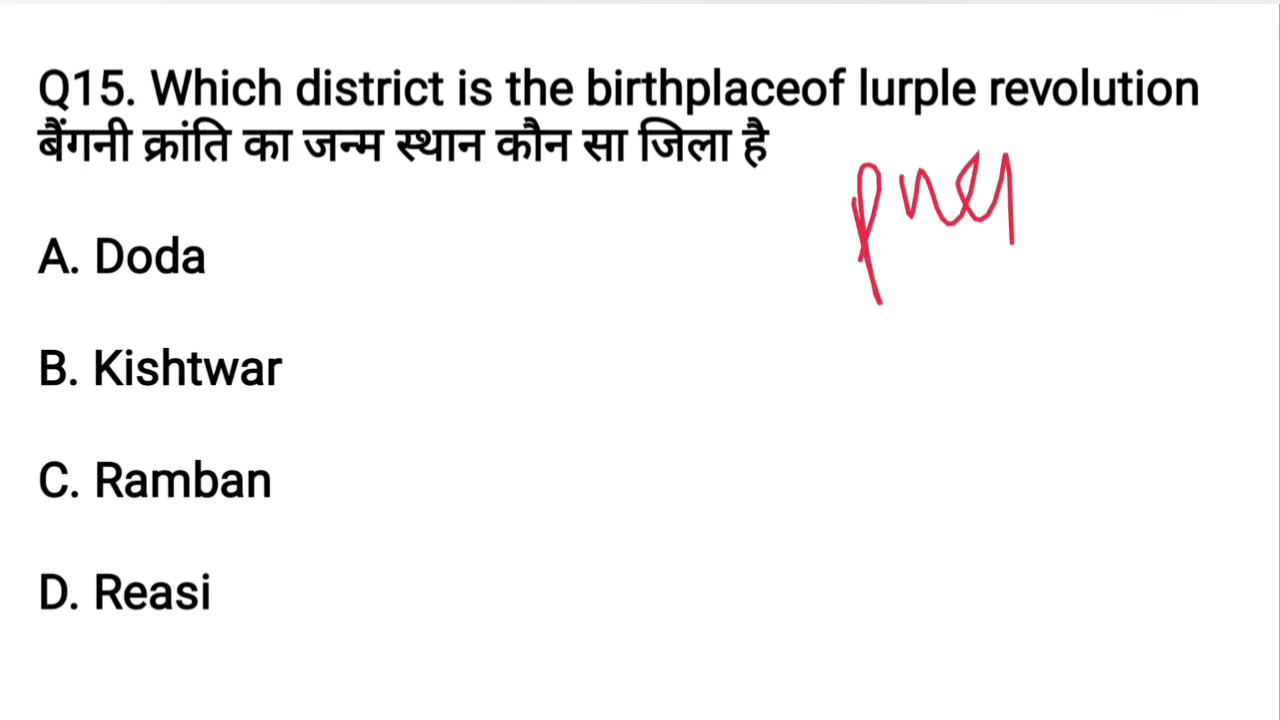 Q15. Which district is the birthplaceof lurple revolution
बैंगनी क्रांति का जन्म स्थान कौन सा जिला है
A. Doda
B. Kishtwar
C. Ramban
D. Reasi